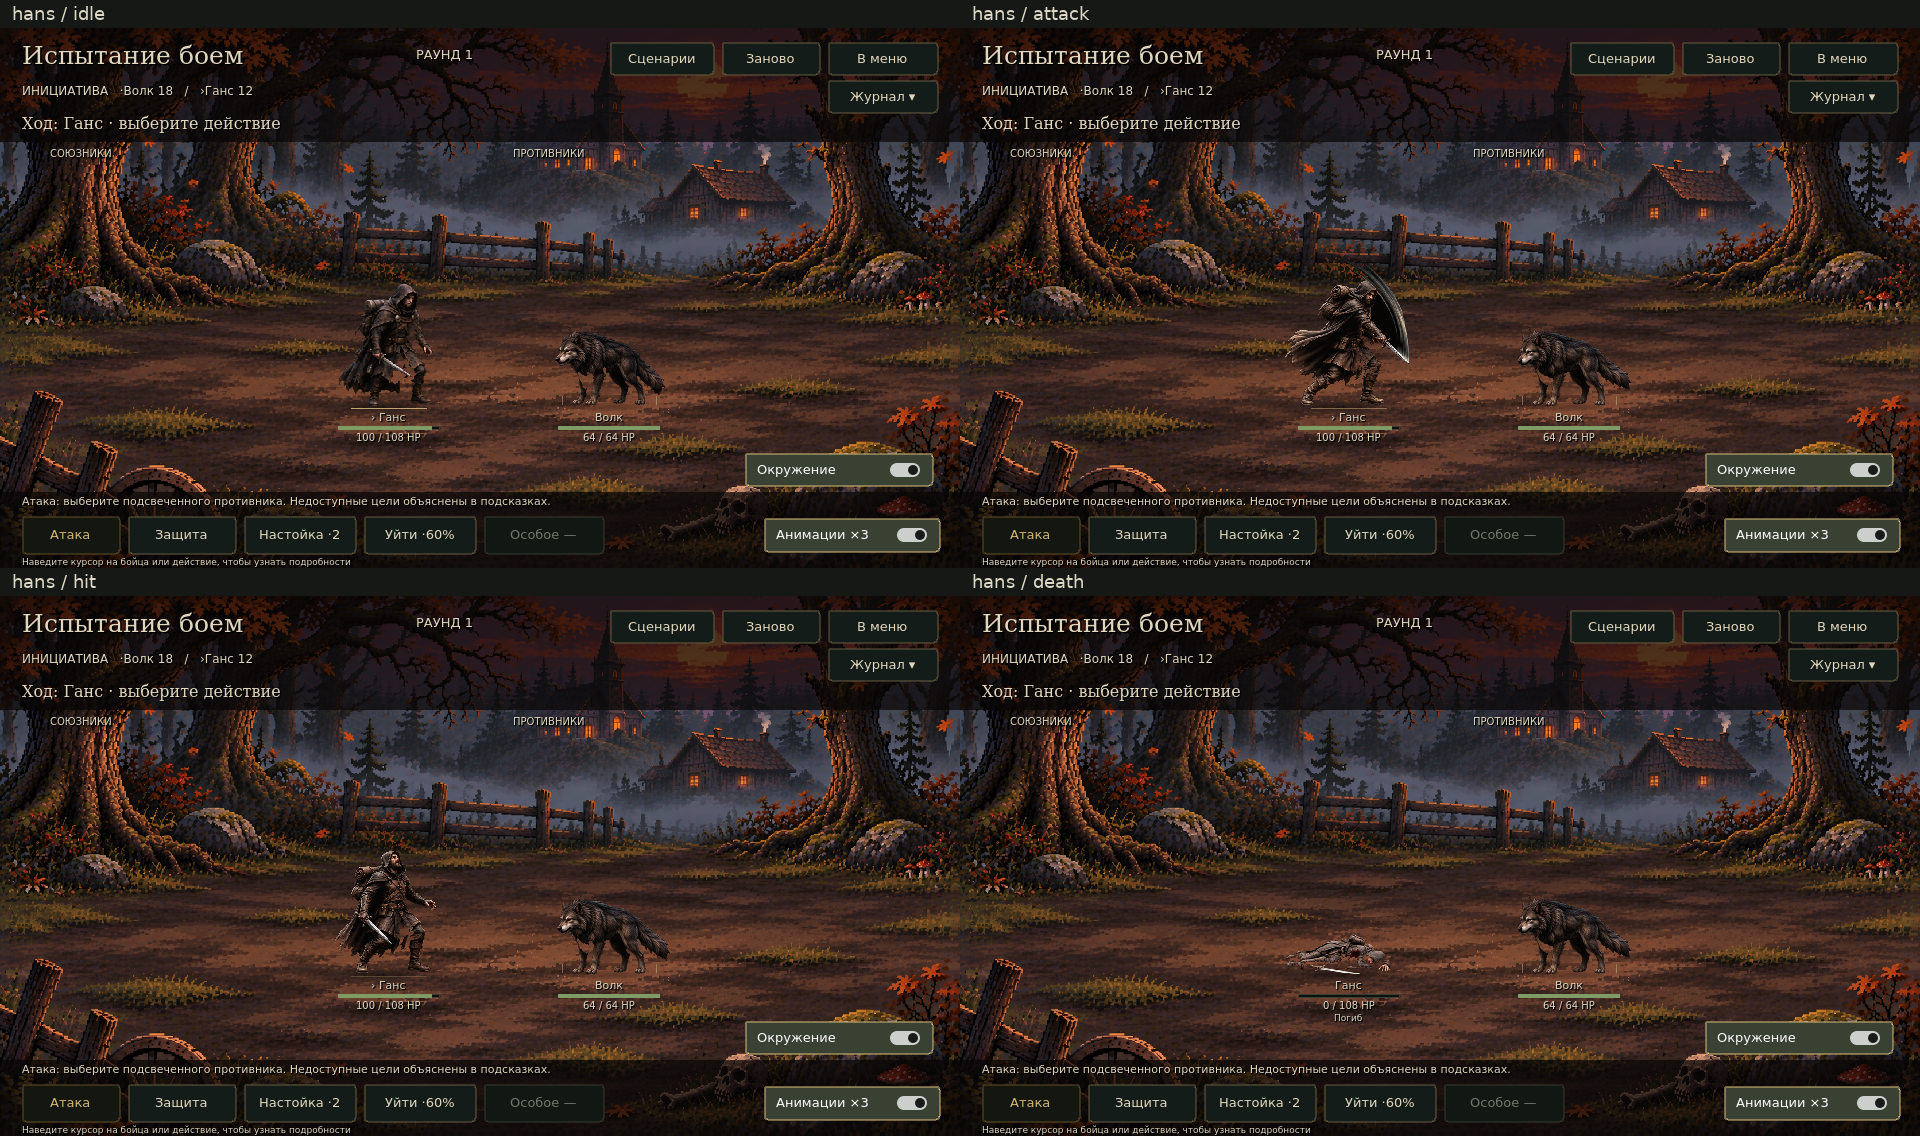 hans / idle
Испытание боем
РАУНД 1
Сценарии
Заново
В меню
ИНИЦИАТИВА ·Волк 18 / ›Ганс 12
Журнал ▾
Ход: Ганс · выберите действие
СОЮЗНИКИ
ПРОТИВНИКИ
› Ганс
100 / 108 HP
Волк
64 / 64 HP
Окружение
Атака: выберите подсвеченного противника. Недоступные цели объяснены в подсказках.
Атака
Защита
Настойка ·2
Уйти ·60%
Особое —
Анимации ×3
Наведите курсор на бойца или действие, чтобы узнать подробности
hans / attack
Испытание боем
РАУНД 1
Сценарии
Заново
В меню
ИНИЦИАТИВА ·Волк 18 / ›Ганс 12
Журнал ▾
Ход: Ганс · выберите действие
СОЮЗНИКИ
ПРОТИВНИКИ
› Ганс
100 / 108 HP
Волк
64 / 64 HP
Окружение
Атака: выберите подсвеченного противника. Недоступные цели объяснены в подсказках.
Атака
Защита
Настойка ·2
Уйти ·60%
Особое —
Анимации ×3
Наведите курсор на бойца или действие, чтобы узнать подробности
hans / hit
Испытание боем
РАУНД 1
Сценарии
Заново
В меню
ИНИЦИАТИВА ·Волк 18 / ›Ганс 12
Журнал ▾
Ход: Ганс · выберите действие
СОЮЗНИКИ
ПРОТИВНИКИ
› Ганс
100 / 108 HP
Волк
64 / 64 HP
Окружение
Атака: выберите подсвеченного противника. Недоступные цели объяснены в подсказках.
Атака
Защита
Настойка ·2
Уйти ·60%
Особое —
Анимации ×3
Наведите курсор на бойца или действие, чтобы узнать подробности
hans / death
Испытание боем
РАУНД 1
Сценарии
Заново
В меню
ИНИЦИАТИВА ·Волк 18 / ›Ганс 12
Журнал ▾
Ход: Ганс · выберите действие
СОЮЗНИКИ
ПРОТИВНИКИ
Ганс
0 / 108 HP
Погиб
Волк
64 / 64 HP
Окружение
Атака: выберите подсвеченного противника. Недоступные цели объяснены в подсказках.
Атака
Защита
Настойка ·2
Уйти ·60%
Особое —
Анимации ×3
Наведите курсор на бойца или действие, чтобы узнать подробности